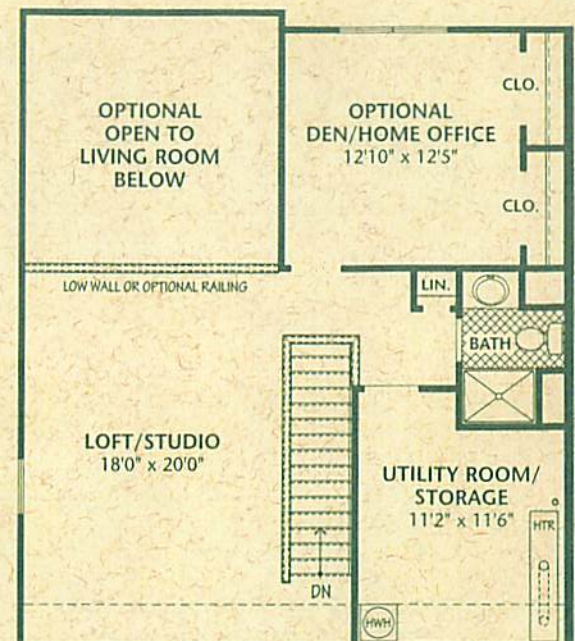 OPTIONAL
OPEN TO
LIVING ROOM
BELOW
OPTIONAL
DEN/HOME OFFICE
12'10" x 12'5"
CLO.
CLO.
LOW WALL OR OPTIONAL RAILING
LIN.
BATH
LOFT/STUDIO
18'0" x 20'0"
UTILITY ROOM/
STORAGE
11'2" x 11'6"
HTR
DN
HWH